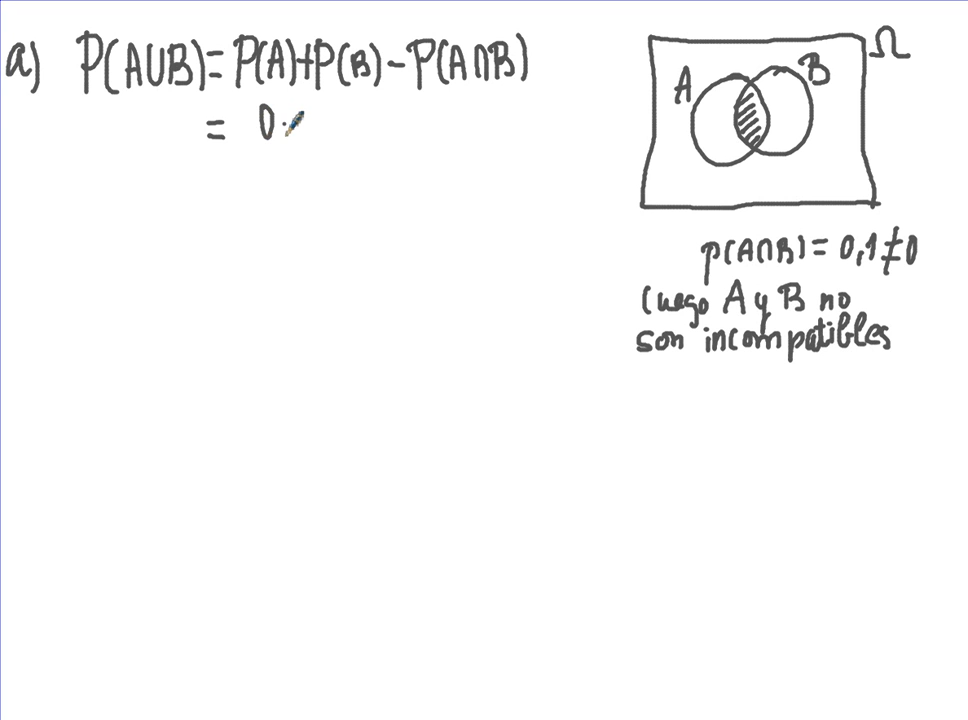 a) P(A∪B)= P(A)+P(B)-P(A∩B)
= 0.
A
B
Ω
p(A∩B) = 0,1≠0
Luego A y B no
son incompatibles